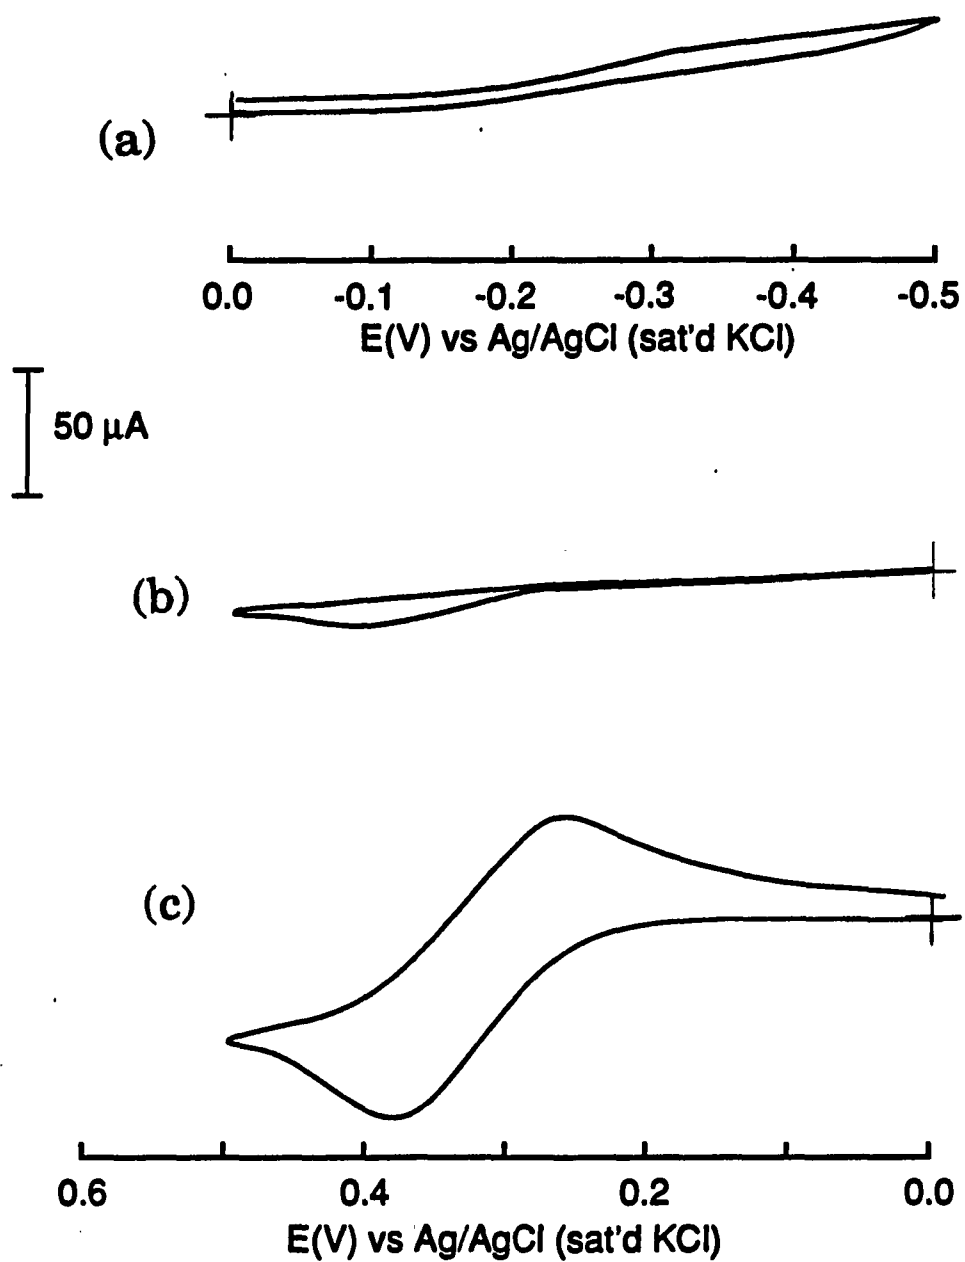 (a)
0.0 -0.1 -0.2 -0.3 -0.4 -0.5
E(V) vs Ag/AgCl (sat'd KCl)
50 μA
(b)
(c)
0.6 0.4 0.2 0.0
E(V) vs Ag/AgCl (sat'd KCl)